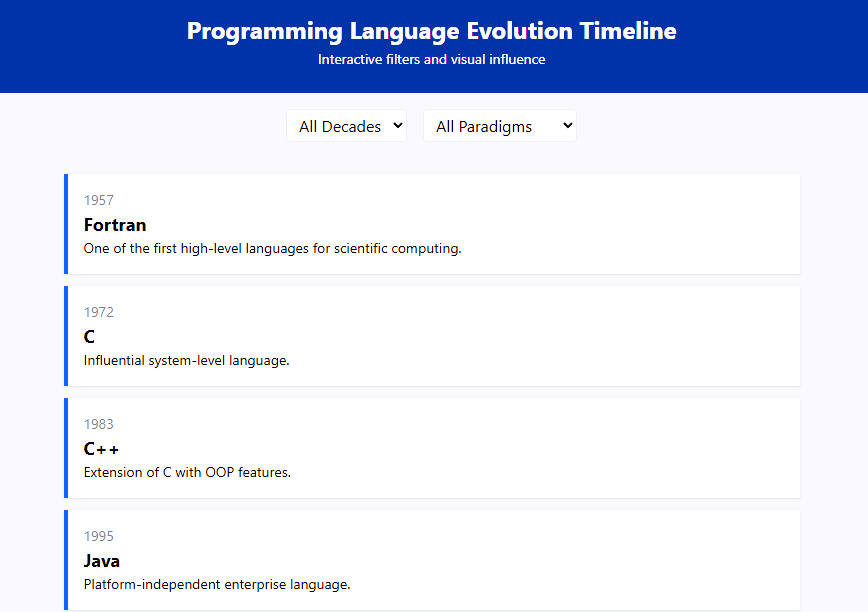 Programming Language Evolution Timeline
Interactive filters and visual influence
All Decades All Paradigms
1957
Fortran
One of the first high-level languages for scientific computing.
1972
C
Influential system-level language.
1983
C++
Extension of C with OOP features.
1995
Java
Platform-independent enterprise language.